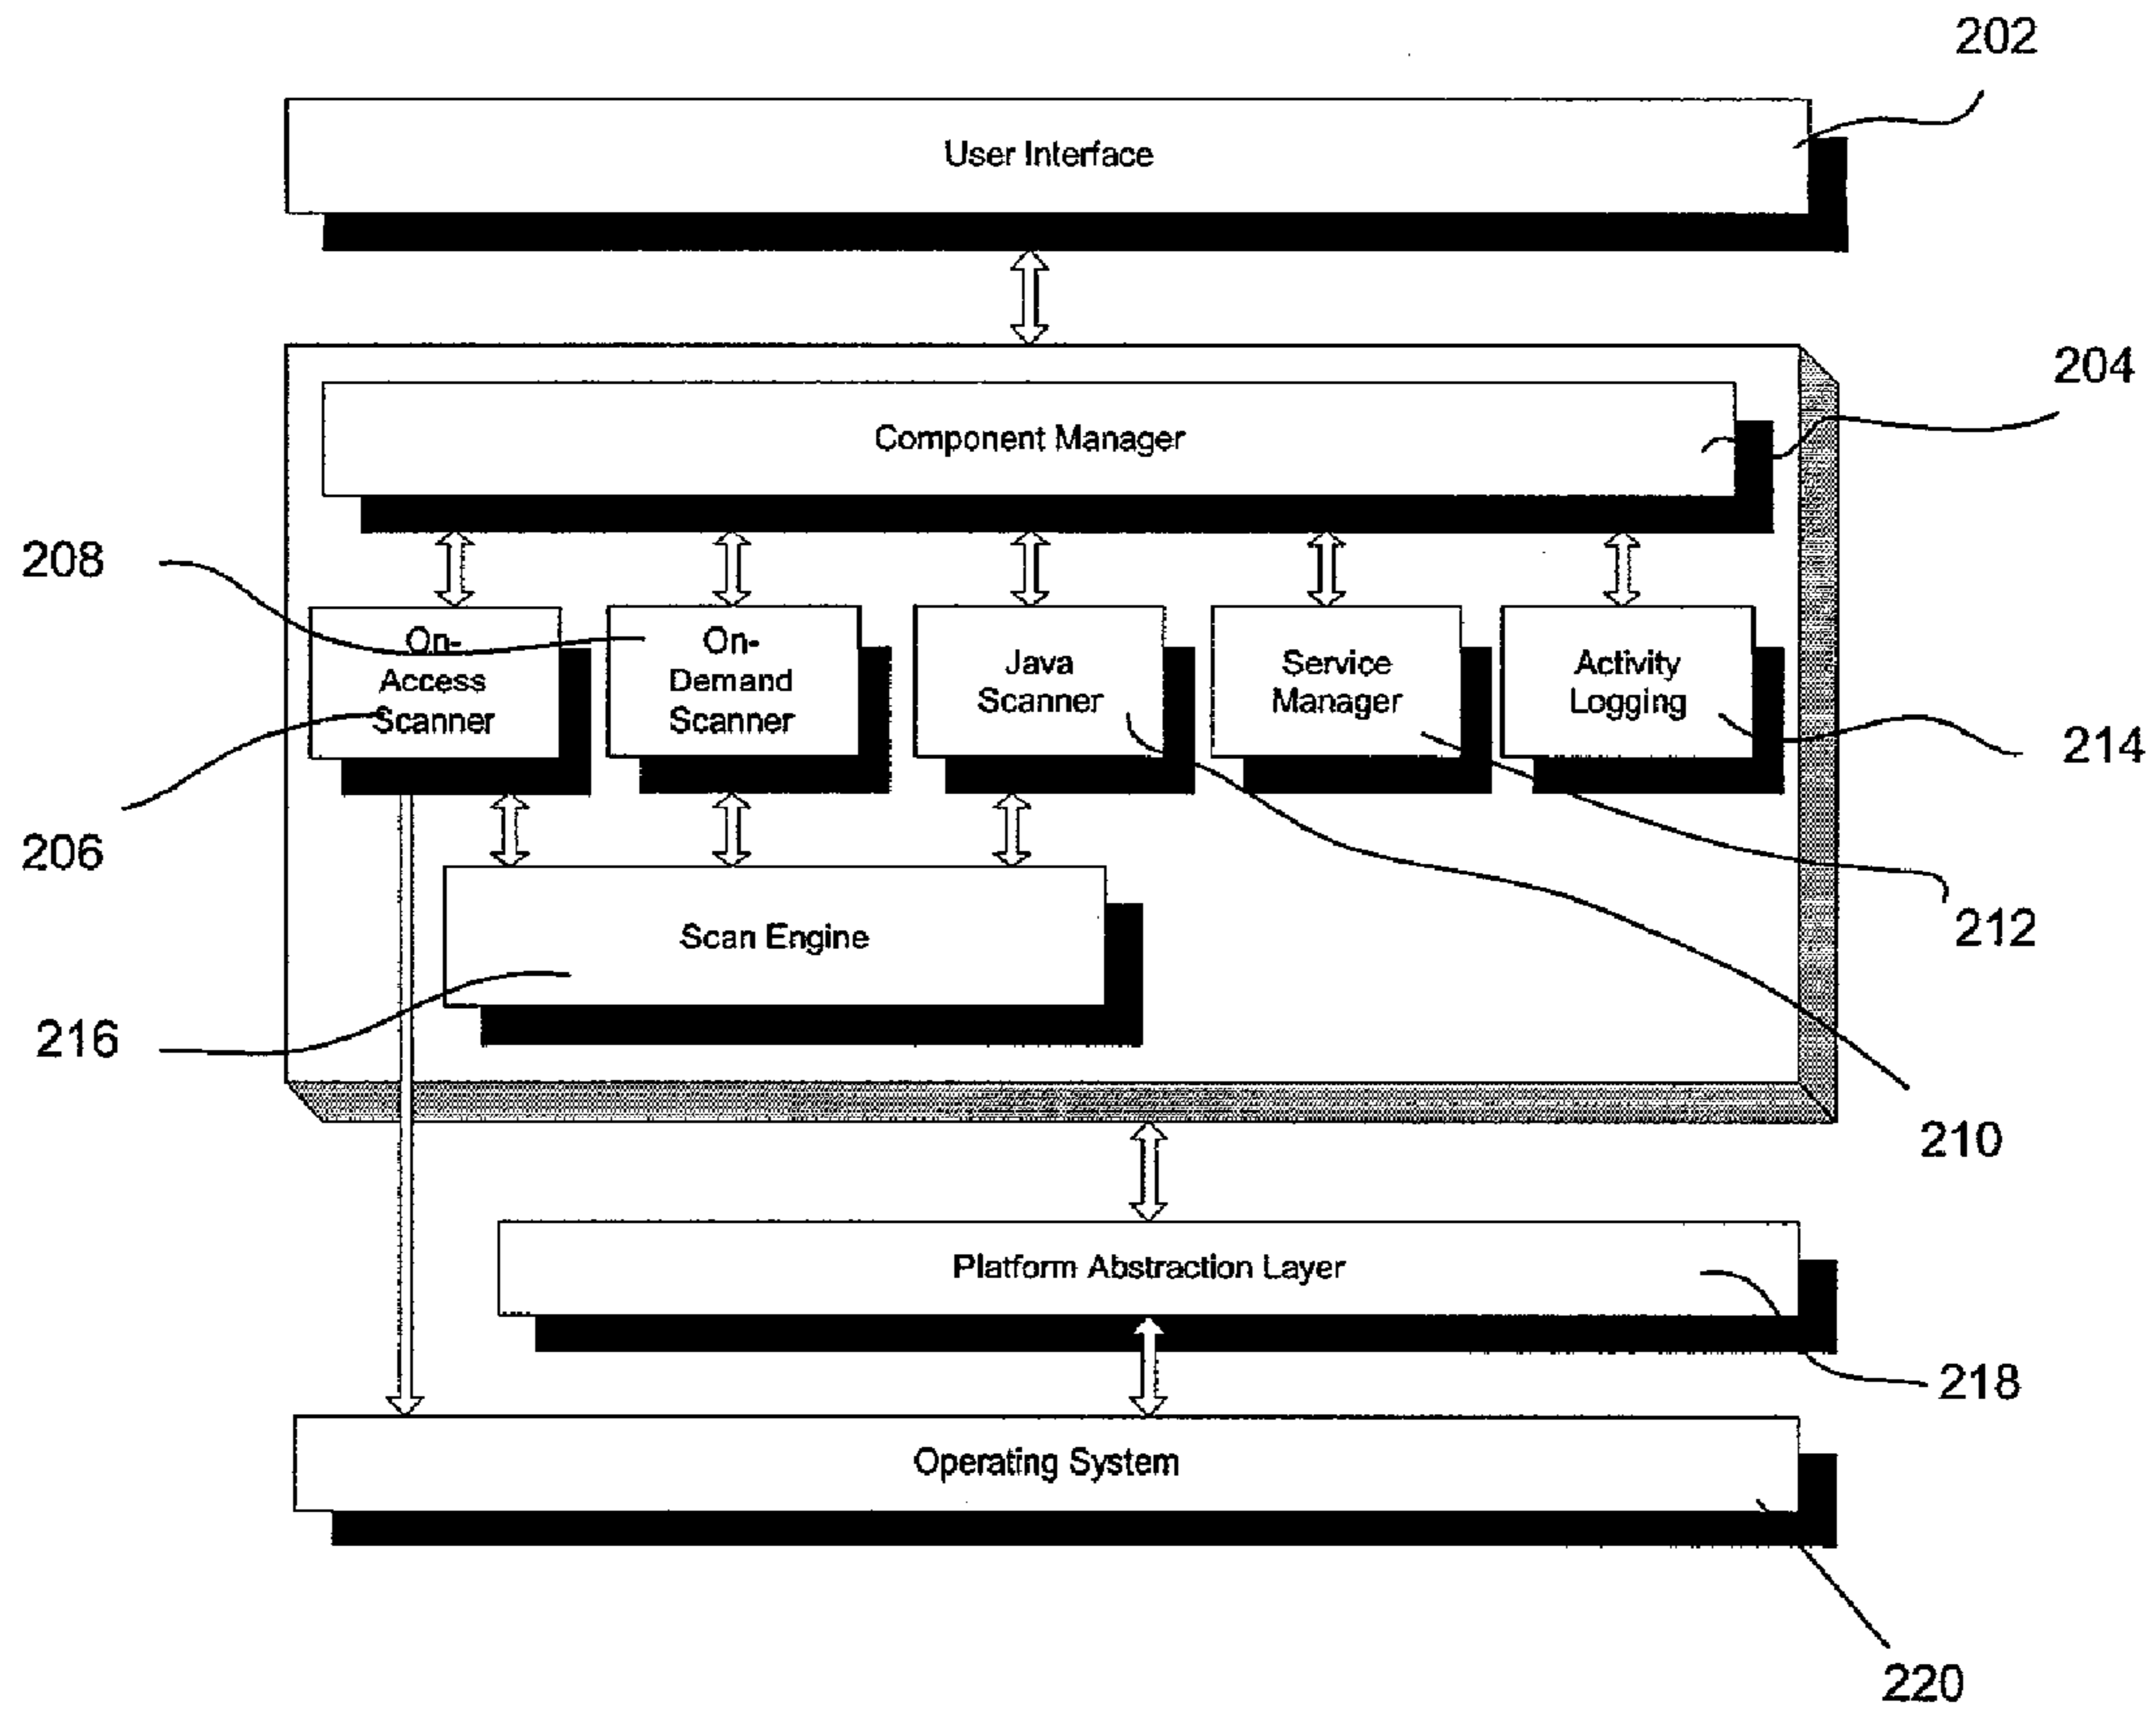 202
User Interface
204
Component Manager
208
On-
Access
Scanner
On-
Demand
Scanner
Java
Scanner
Service
Manager
Activity
Logging
214
206
Scan Engine
212
216
210
Platform Abstraction Layer
218
Operating System
220